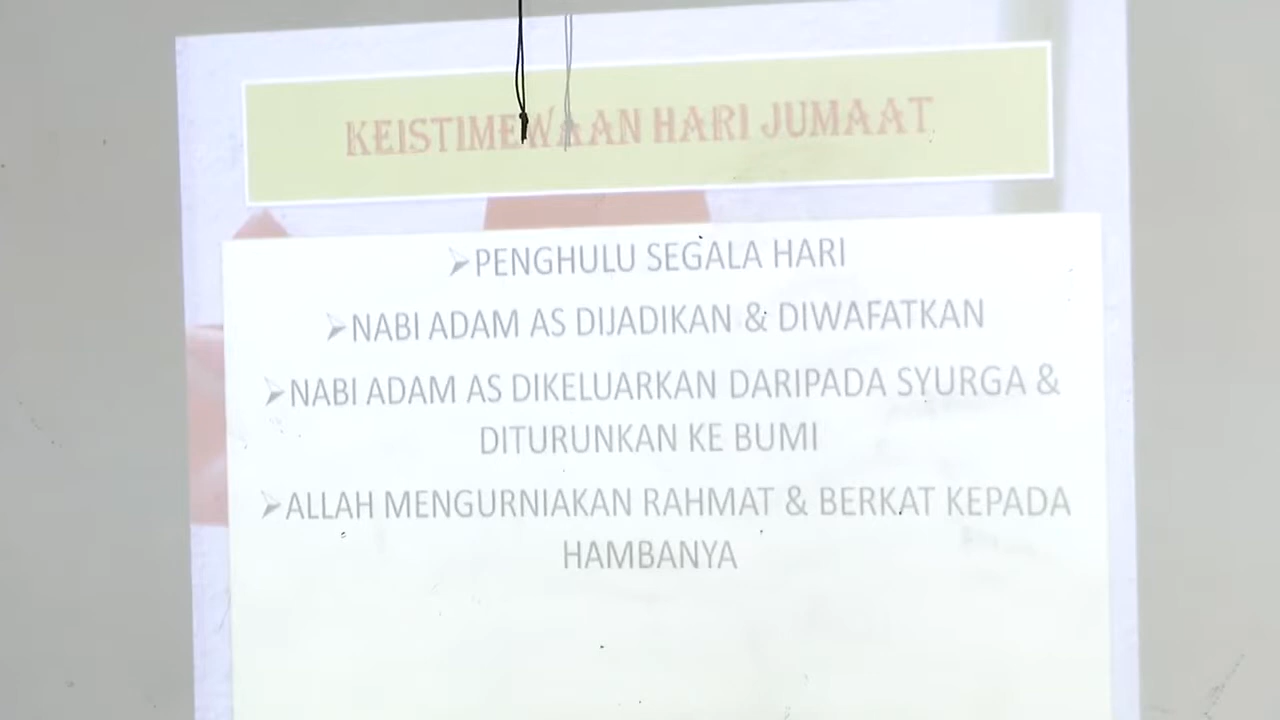 KEISTIMEWAAN HARI JUMAAT
➢PENGHULU SEGALA HARI
➢NABI ADAM AS DIJADIKAN & DIWAFATKAN
➢NABI ADAM AS DIKELUARKAN DARIPADA SYURGA &
DITURUNKAN KE BUMI
➢ALLAH MENGURNIAKAN RAHMAT & BERKAT KEPADA
HAMBANYA